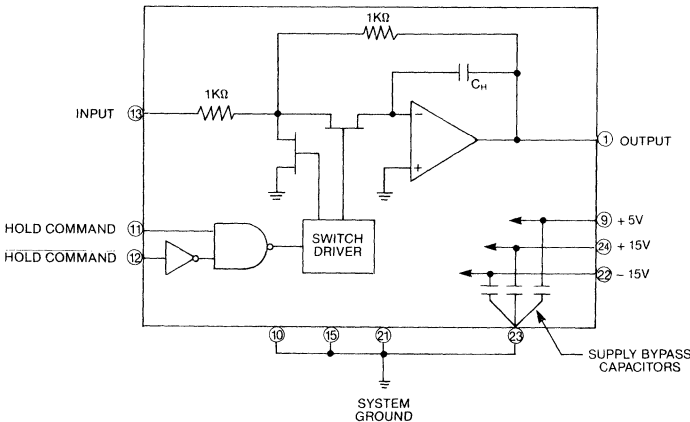 1KΩ
1KΩ
INPUT 13
C_H
−
+
1 OUTPUT
HOLD COMMAND 11
HOLD COMMAND 12
SWITCH
DRIVER
9 + 5V
24 + 15V
22 − 15V
10 15 21 23
SUPPLY BYPASS
CAPACITORS
SYSTEM
GROUND